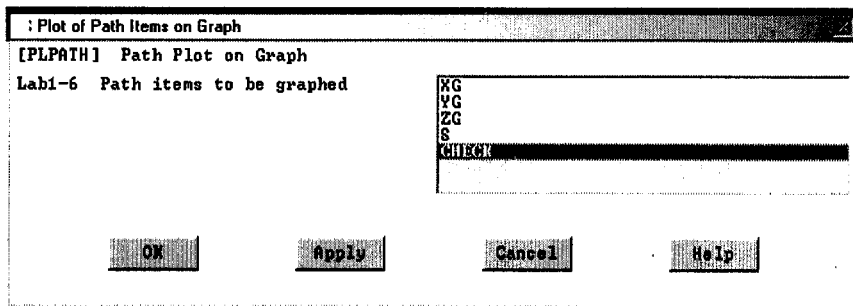 : Plot of Path Items on Graph
[PLPATH] Path Plot on Graph
Lab1-6 Path items to be graphed
XG
YG
ZG
S
CHECK
OK
Apply
Cancel
Help